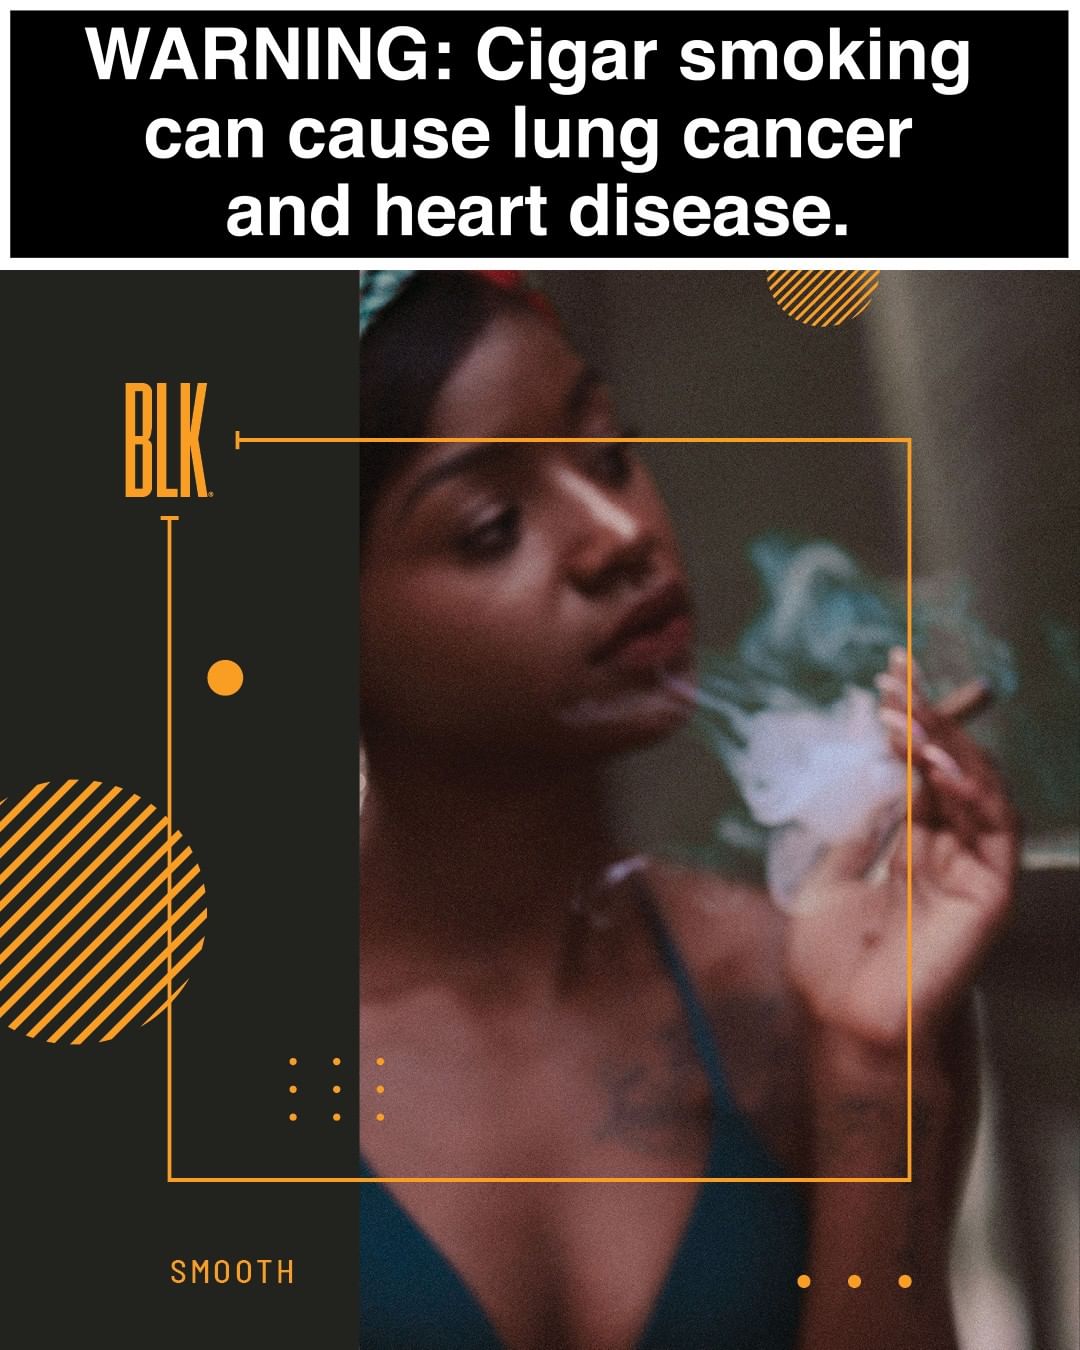 WARNING: Cigar smoking
can cause lung cancer
and heart disease.
BLK®
SMOOTH